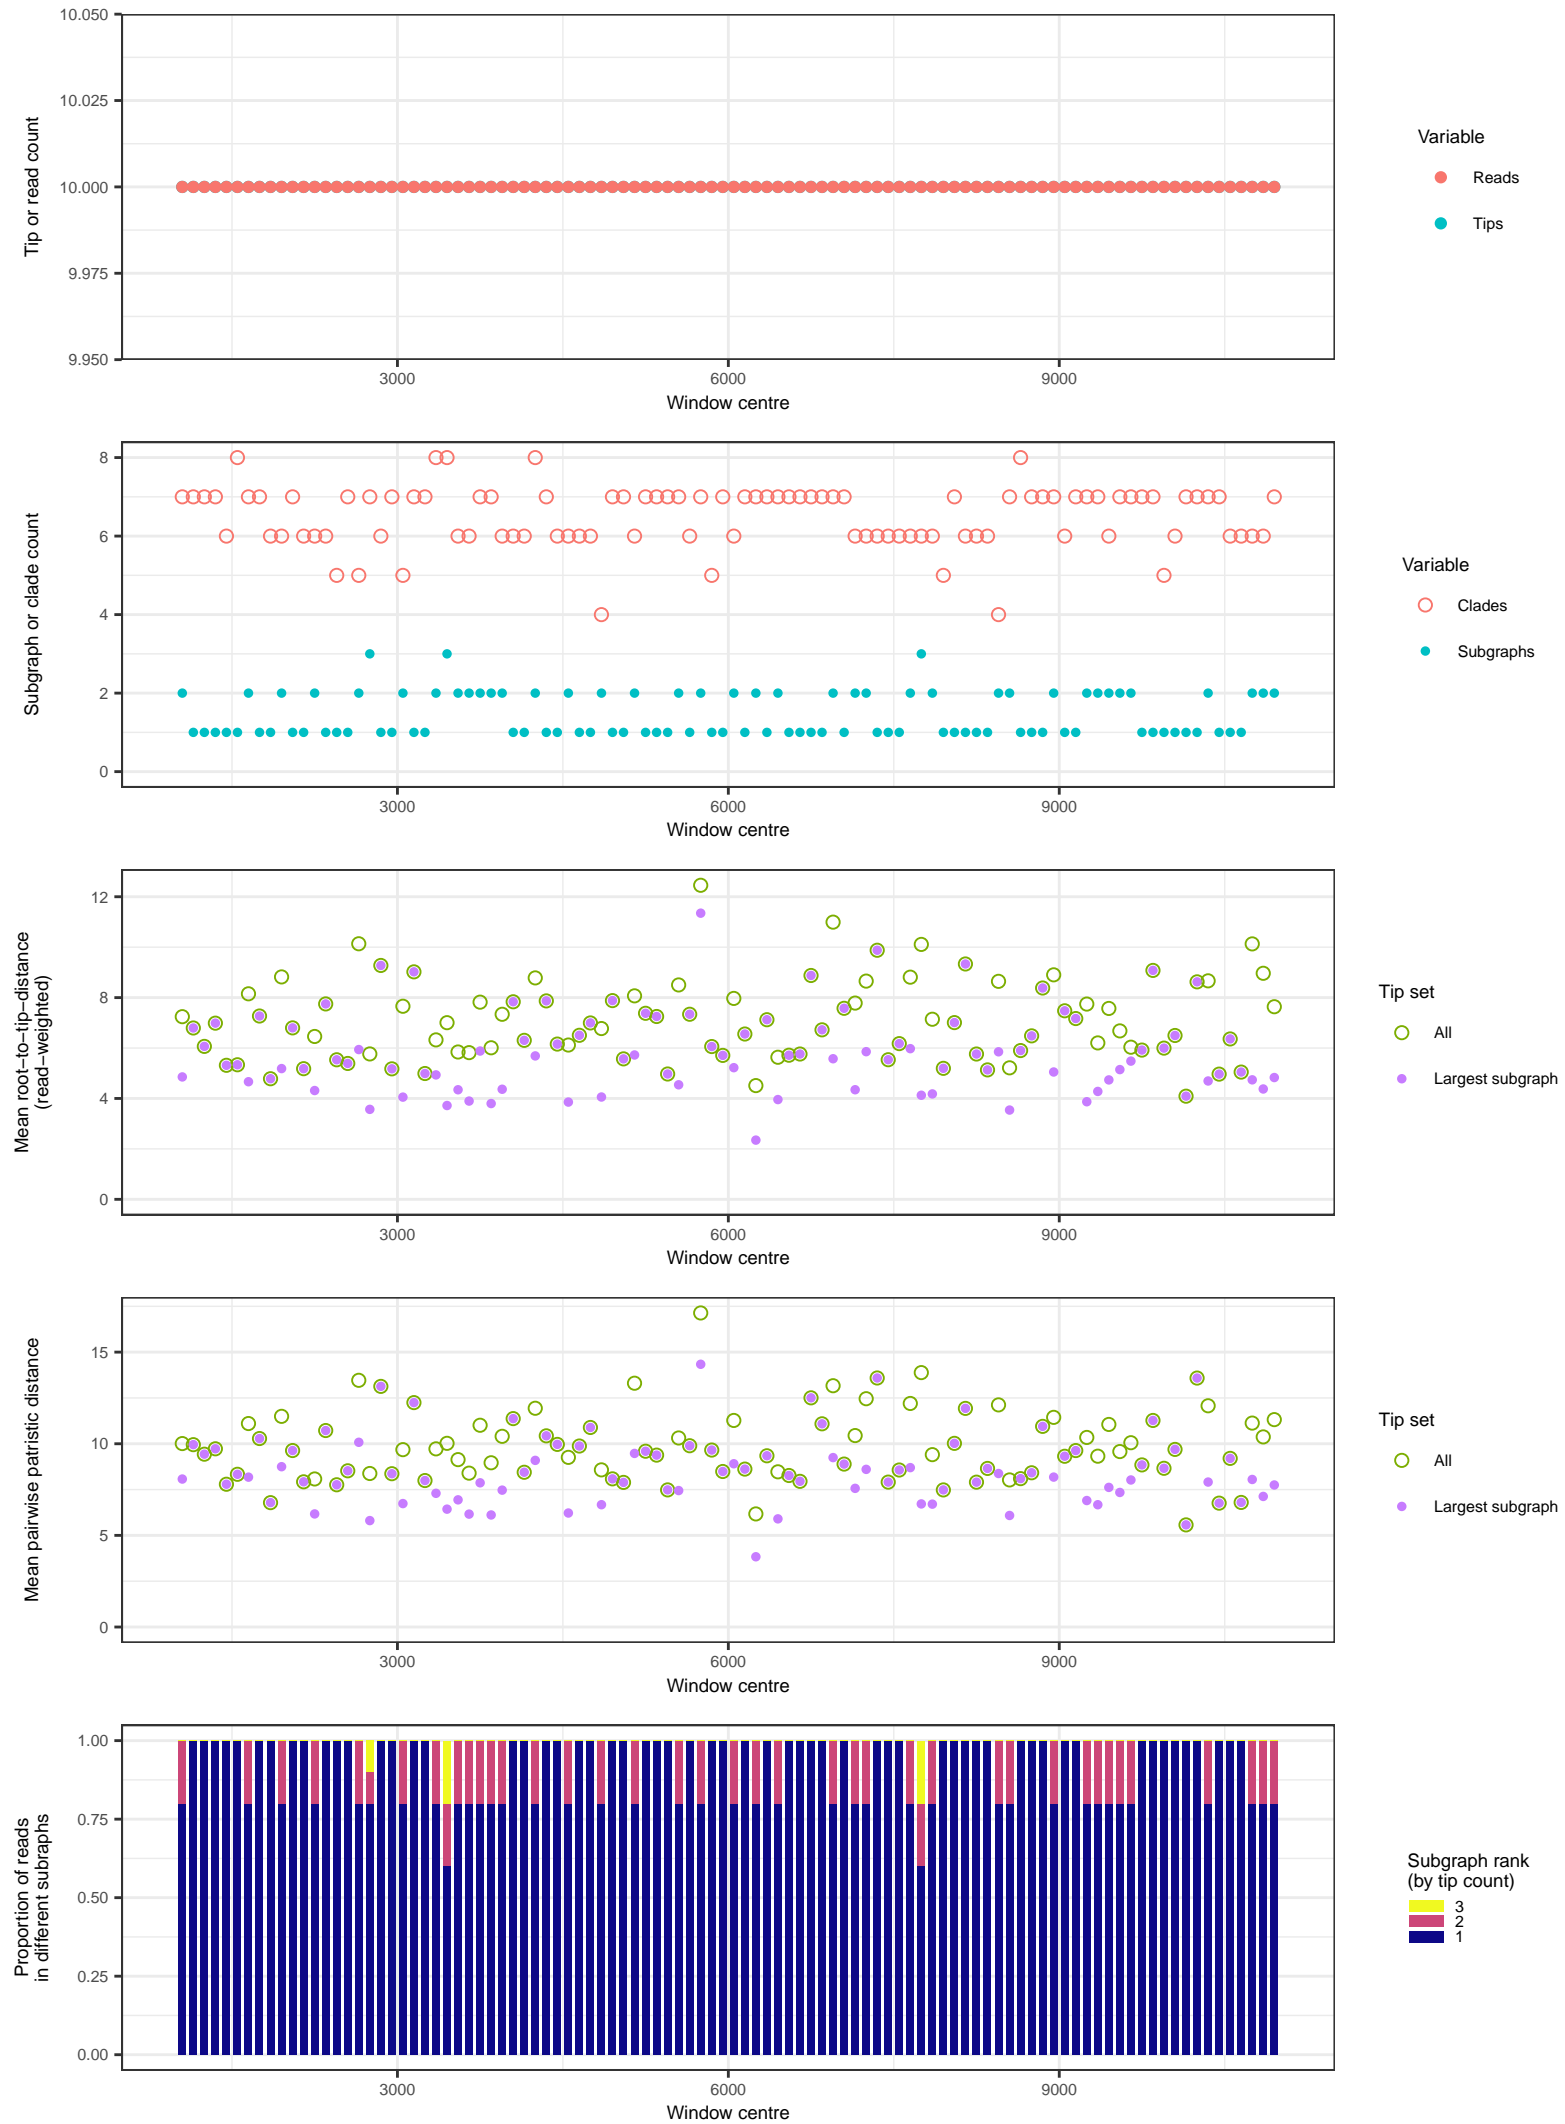 10.050
10.025
10.000
9.975
9.950
Tip or read count
3000 6000 9000
Window centre
Variable
Reads
Tips
8
6
4
2
0
Subgraph or clade count
3000 6000 9000
Window centre
Variable
Clades
Subgraphs
12
8
4
0
Mean root−to−tip−distance
(read−weighted)
3000 6000 9000
Window centre
Tip set
All
Largest subgraph
15
10
5
0
Mean pairwise patristic distance
3000 6000 9000
Window centre
Tip set
All
Largest subgraph
1.00
0.75
0.50
0.25
0.00
Proportion of reads
in different subraphs
3000 6000 9000
Window centre
Subgraph rank
(by tip count)
3
2
1